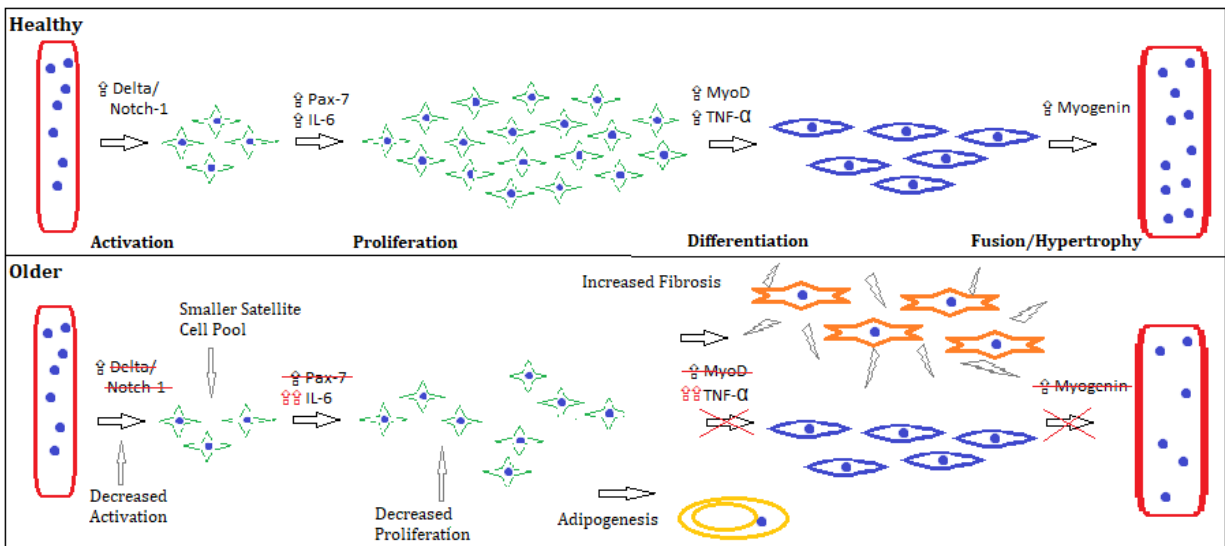 Healthy
⇧ Delta/
Notch-1
⇧ Pax-7
⇧ IL-6
⇧ MyoD
⇧ TNF-α
⇧ Myogenin
Activation
Proliferation
Differentiation
Fusion/Hypertrophy
Older
Increased Fibrosis
Smaller Satellite
Cell Pool
⇧ Delta/
Notch-1
⇧ Pax-7
⇧⇧ IL-6
⇧ MyoD
⇧⇧ TNF-α
⇧ Myogenin
Decreased
Activation
Decreased
Proliferation
Adipogenesis